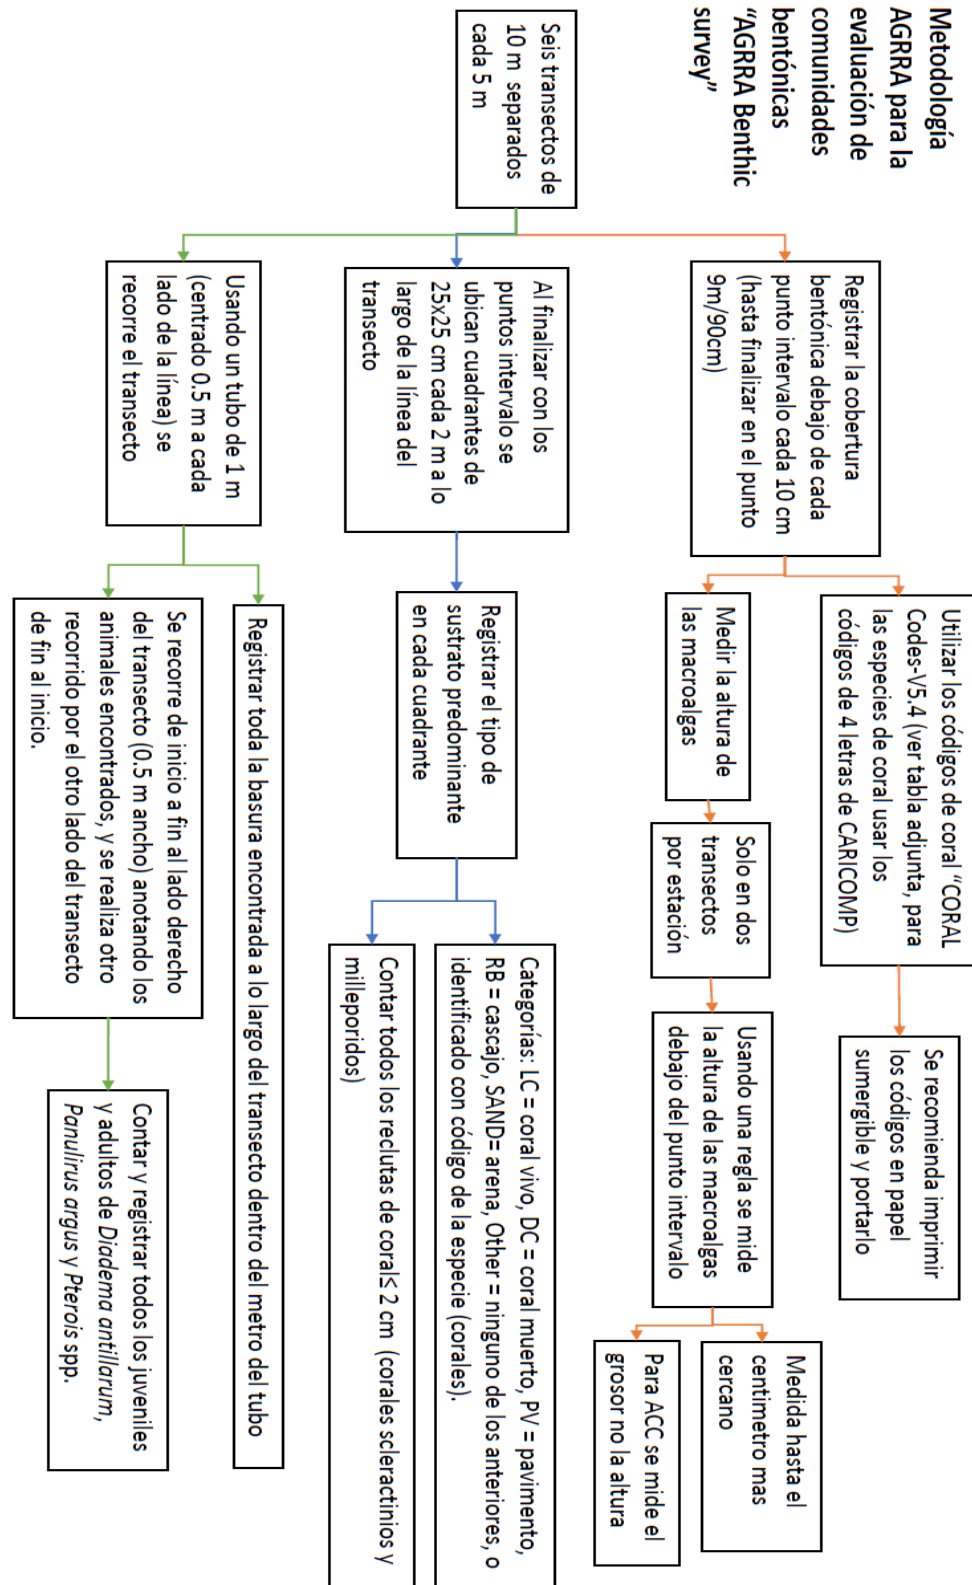 Metodología
AGRRA para la
evaluación de
comunidades
bentónicas
“AGRRA Benthic
survey”
Seis transectos de
10 m separados
cada 5 m
Registrar la cobertura
bentónica debajo de cada
punto intervalo cada 10 cm
(hasta finalizar en el punto
9m/90cm)
Utilizar los códigos de coral “CORAL
Codes-V5.4 (ver tabla adjunta, para
las especies de coral usar los
códigos de 4 letras de CARICOMP)
Se recomienda imprimir
los códigos en papel
sumergible y portarlo
Medir la altura de
las macroalgas
Solo en dos
transectos
por estación
Usando una regla se mide
la altura de las macroalgas
debajo del punto intervalo
Medida hasta el
centimetro mas
cercano
Para ACC se mide el
grosor no la altura
Al finalizar con los
puntos intervalo se
ubican cuadrantes de
25x25 cm cada 2 m a lo
largo de la línea del
transecto
Registrar el tipo de
sustrato predominante
en cada cuadrante
Categorías: LC = coral vivo, DC = coral muerto, PV = pavimento,
RB = cascajo, SAND= arena, Other = ninguno de los anteriores, o
identificado con código de la especie (corales).
Contar todos los reclutas de coral≤ 2 cm (corales scleractinios y
milleporidos)
Usando un tubo de 1 m
(centrado 0.5 m a cada
lado de la línea) se
recorre el transecto
Registrar toda la basura encontrada a lo largo del transecto dentro del metro del tubo
Se recorre de inicio a fin al lado derecho
del transecto (0.5 m ancho) anotando los
animales encontrados, y se realiza otro
recorrido por el otro lado del transecto
de fin al inicio.
Contar y registrar todos los juveniles
y adultos de Diadema antillarum,
Panulirus argus y Pterois spp.